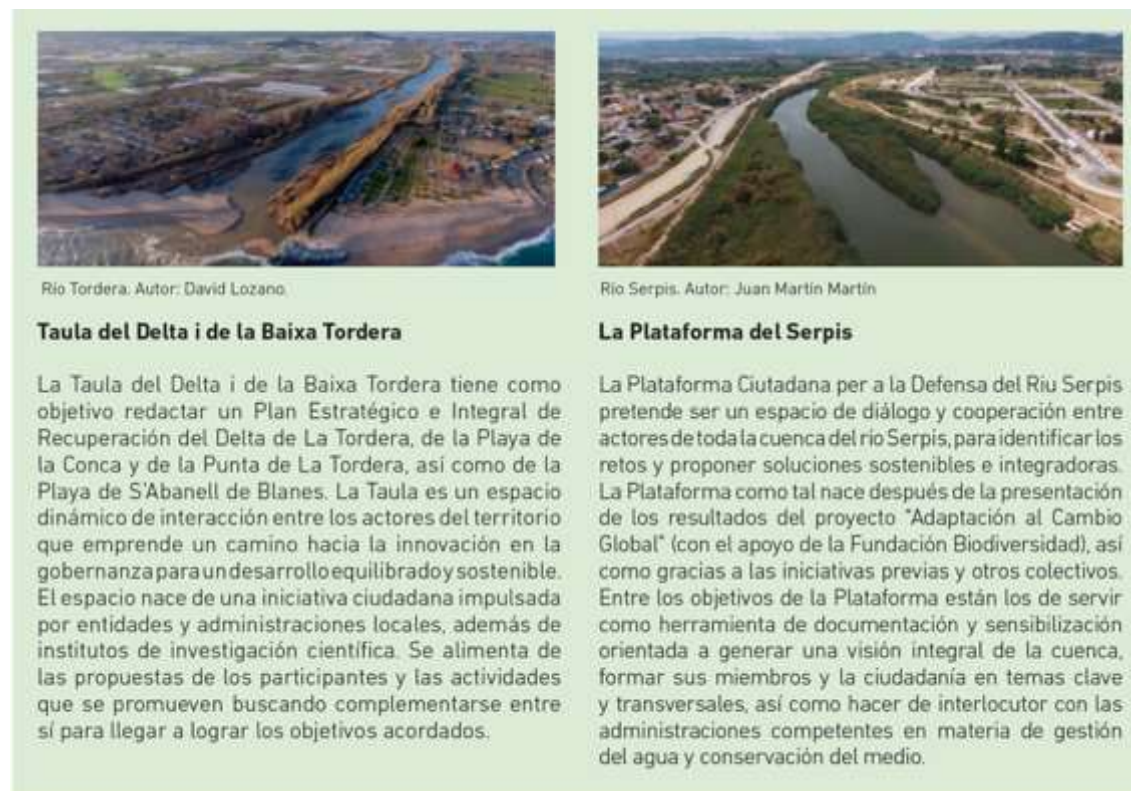 Río Tordera. Autor: David Lozano.
Taula del Delta i de la Baixa Tordera
La Taula del Delta i de la Baixa Tordera tiene como
objetivo redactar un Plan Estratégico e Integral de
Recuperación del Delta de La Tordera, de la Playa de
la Conca y de la Punta de La Tordera, así como de la
Playa de S'Abanell de Blanes. La Taula es un espacio
dinámico de interacción entre los actores del territorio
que emprende un camino hacia la innovación en la
gobernanza para un desarrollo equilibrado y sostenible.
El espacio nace de una iniciativa ciudadana impulsada
por entidades y administraciones locales, además de
institutos de investigación científica. Se alimenta de
las propuestas de los participantes y las actividades
que se promueven buscando complementarse entre
sí para llegar a lograr los objetivos acordados.
Río Serpis. Autor: Juan Martín Martín
La Plataforma del Serpis
La Plataforma Ciutadana per a la Defensa del Riu Serpis
pretende ser un espacio de diálogo y cooperación entre
actores de toda la cuenca del río Serpis, para identificar los
retos y proponer soluciones sostenibles e integradoras.
La Plataforma como tal nace después de la presentación
de los resultados del proyecto "Adaptación al Cambio
Global" (con el apoyo de la Fundación Biodiversidad), así
como gracias a las iniciativas previas y otros colectivos.
Entre los objetivos de la Plataforma están los de servir
como herramienta de documentación y sensibilización
orientada a generar una visión integral de la cuenca,
formar sus miembros y la ciudadanía en temas clave
y transversales, así como hacer de interlocutor con las
administraciones competentes en materia de gestión
del agua y conservación del medio.